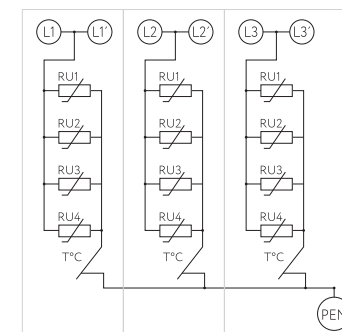 L1 L1′ L2 L2′ L3 L3′
RU1 RU1 RU1
RU2 RU2 RU2
RU3 RU3 RU3
RU4 RU4 RU4
T°C T°C T°C
PEN